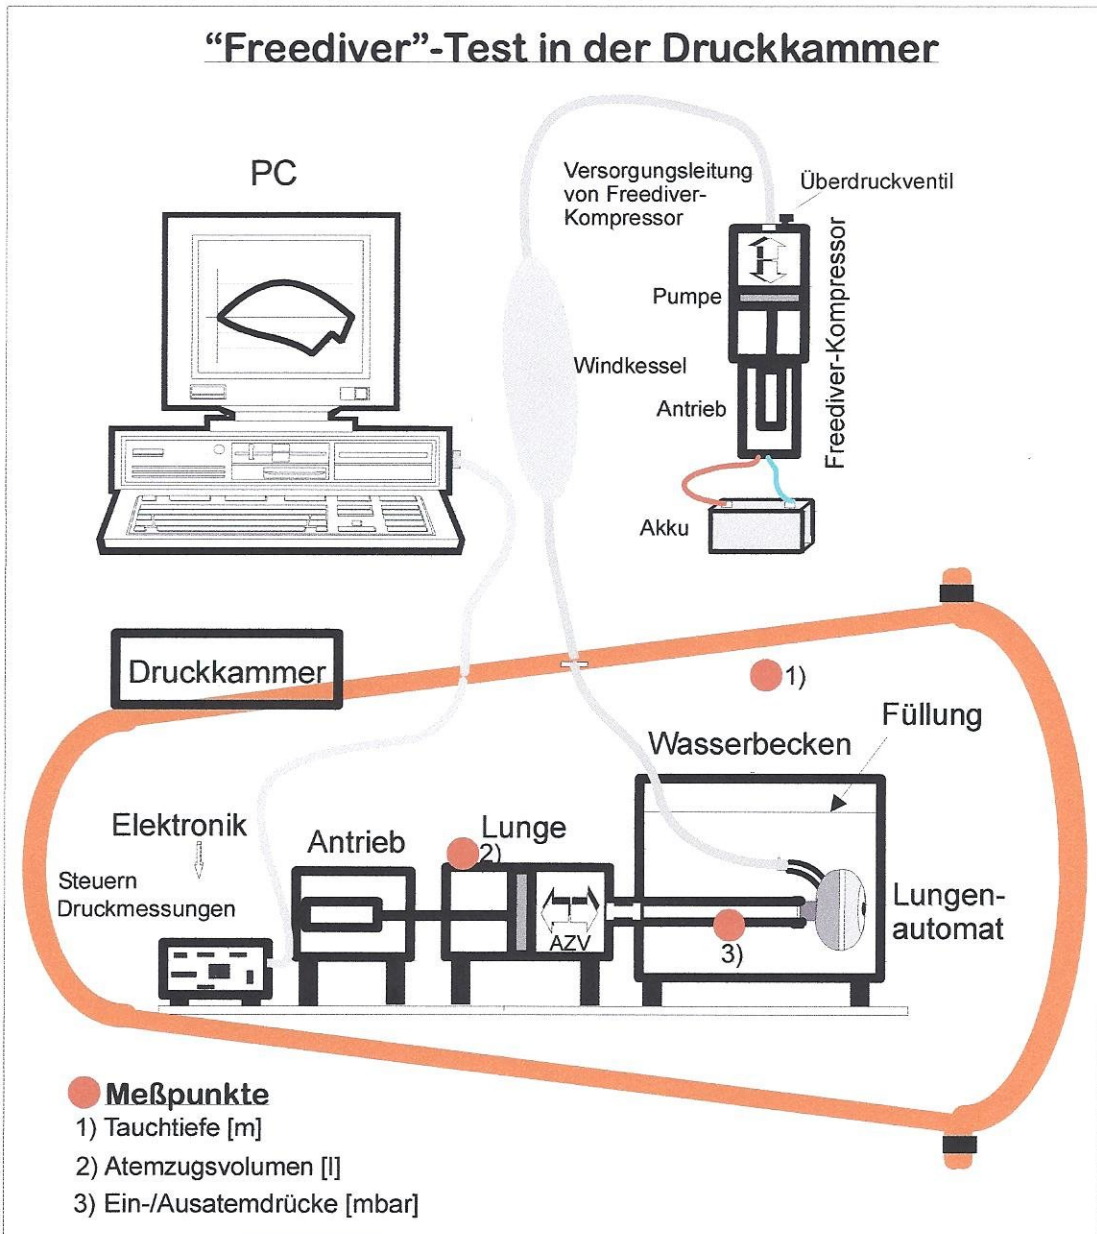 "Freediver"-Test in der Druckkammer
PC
Versorgungsleitung
von Freediver-
Kompressor
Überdruckventil
Pumpe
Freediver-Kompressor
Windkessel
Antrieb
Akku
Druckkammer
1)
Füllung
Wasserbecken
Elektronik
Antrieb
Lunge
2)
Steuern
Druckmessungen
AZV
3)
Lungen-
automat
Meßpunkte
1) Tauchtiefe [m]
2) Atemzugsvolumen [l]
3) Ein-/Ausatemdrücke [mbar]